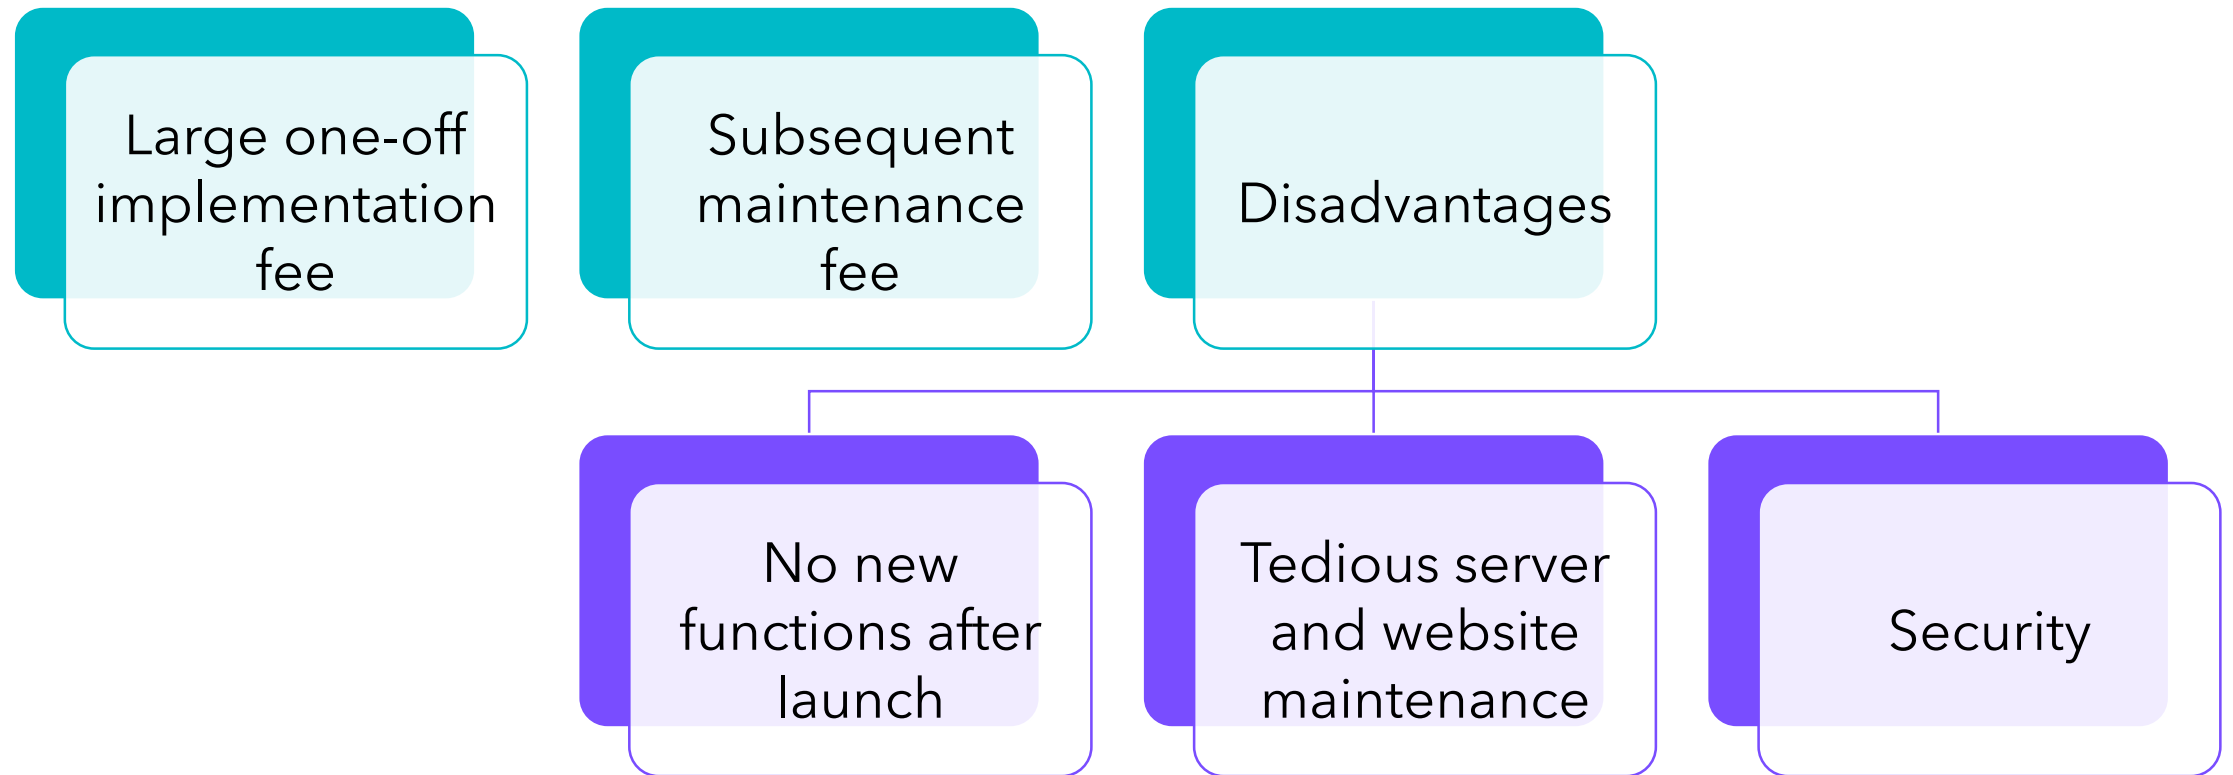 Large one-off
implementation
fee
Subsequent
maintenance
fee
Disadvantages
No new
functions after
launch
Tedious server
and website
maintenance
Security